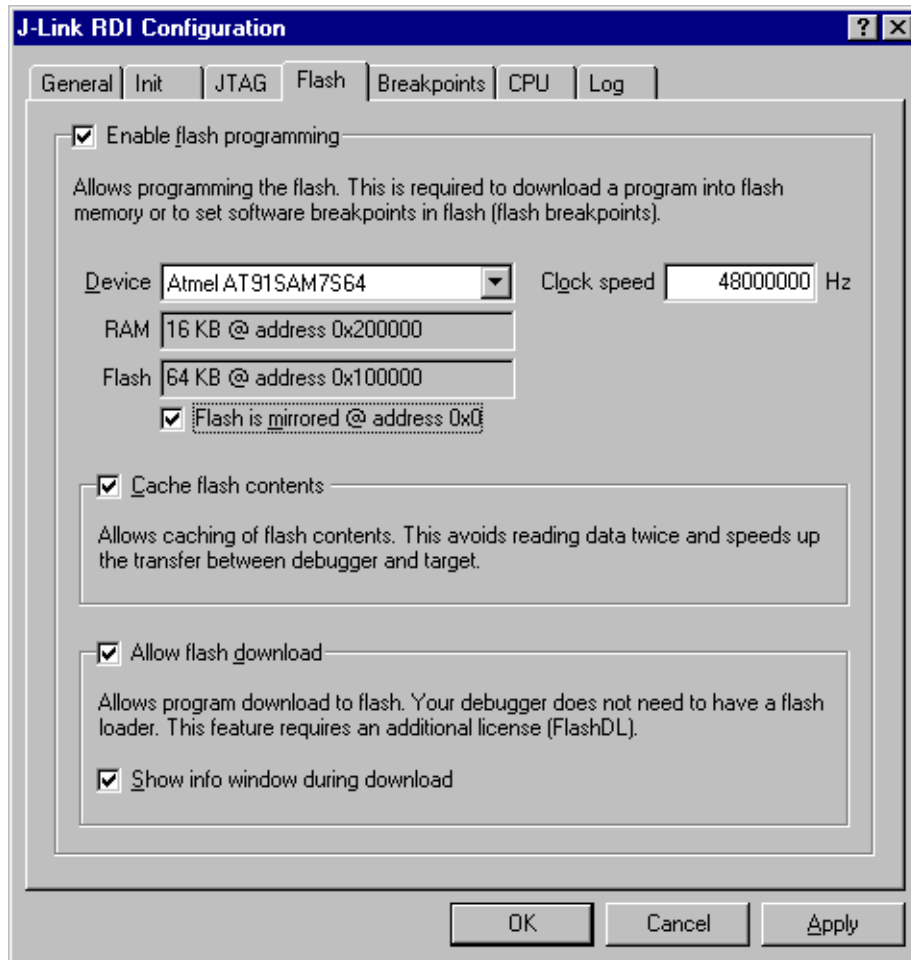 J-Link RDI Configuration
General Init JTAG Flash Breakpoints CPU Log
Enable flash programming
Allows programming the flash. This is required to download a program into flash
memory or to set software breakpoints in flash (flash breakpoints).
Device Atmel AT91SAM7S64 Clock speed 48000000 Hz
RAM 16 KB @ address 0x200000
Flash 64 KB @ address 0x100000
Flash is mirrored @ address 0x0
Cache flash contents
Allows caching of flash contents. This avoids reading data twice and speeds up
the transfer between debugger and target.
Allow flash download
Allows program download to flash. Your debugger does not need to have a flash
loader. This feature requires an additional license (FlashDL).
Show info window during download
OK Cancel Apply